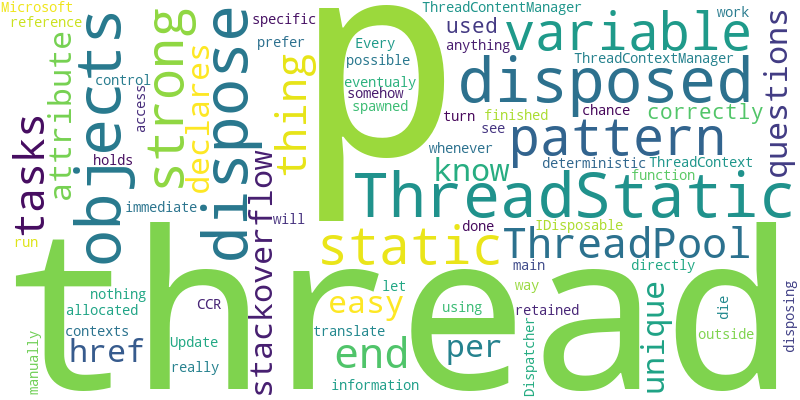 Microsoft
reference
specific
ThreadContentManager
work
prefer
Every
used
variable
anything
possible
ThreadContextManager
control
eventualy
disposed
somehow
access
spawned
turn
finished
chance
correctly
questions
objects
strong
dispose
declares
thing
p
attribute
tasks
holds
see
pattern
whenever
deterministic
ThreadContext
know
function
stackoverflow
ThreadStatic
immediate
will
run
static
done
IDisposable
ThreadPool
main
directly
thread
nothing
let
way
allocated
CCR
easy
using
retained
unique
die
disposing
contexts
translate
href
Update
end
per
Dispatcher
outside
really
manually
information